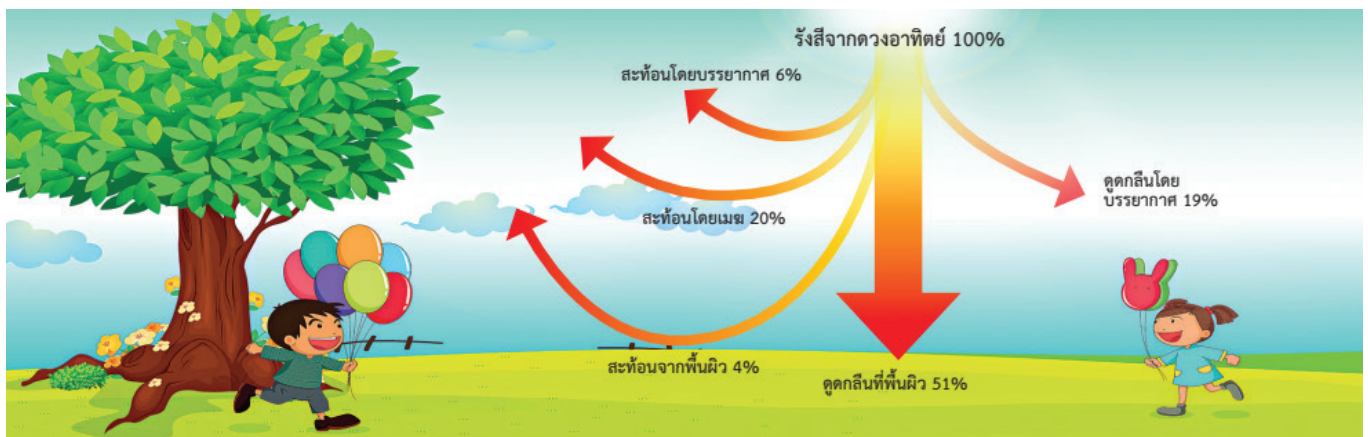 รังสีจากดวงอาทิตย์ 100%
สะท้อนโดยบรรยากาศ 6%
ดูดกลืนโดย
บรรยากาศ 19%
สะท้อนโดยเมฆ 20%
สะท้อนจากพื้นผิว 4%
ดูดกลืนที่พื้นผิว 51%